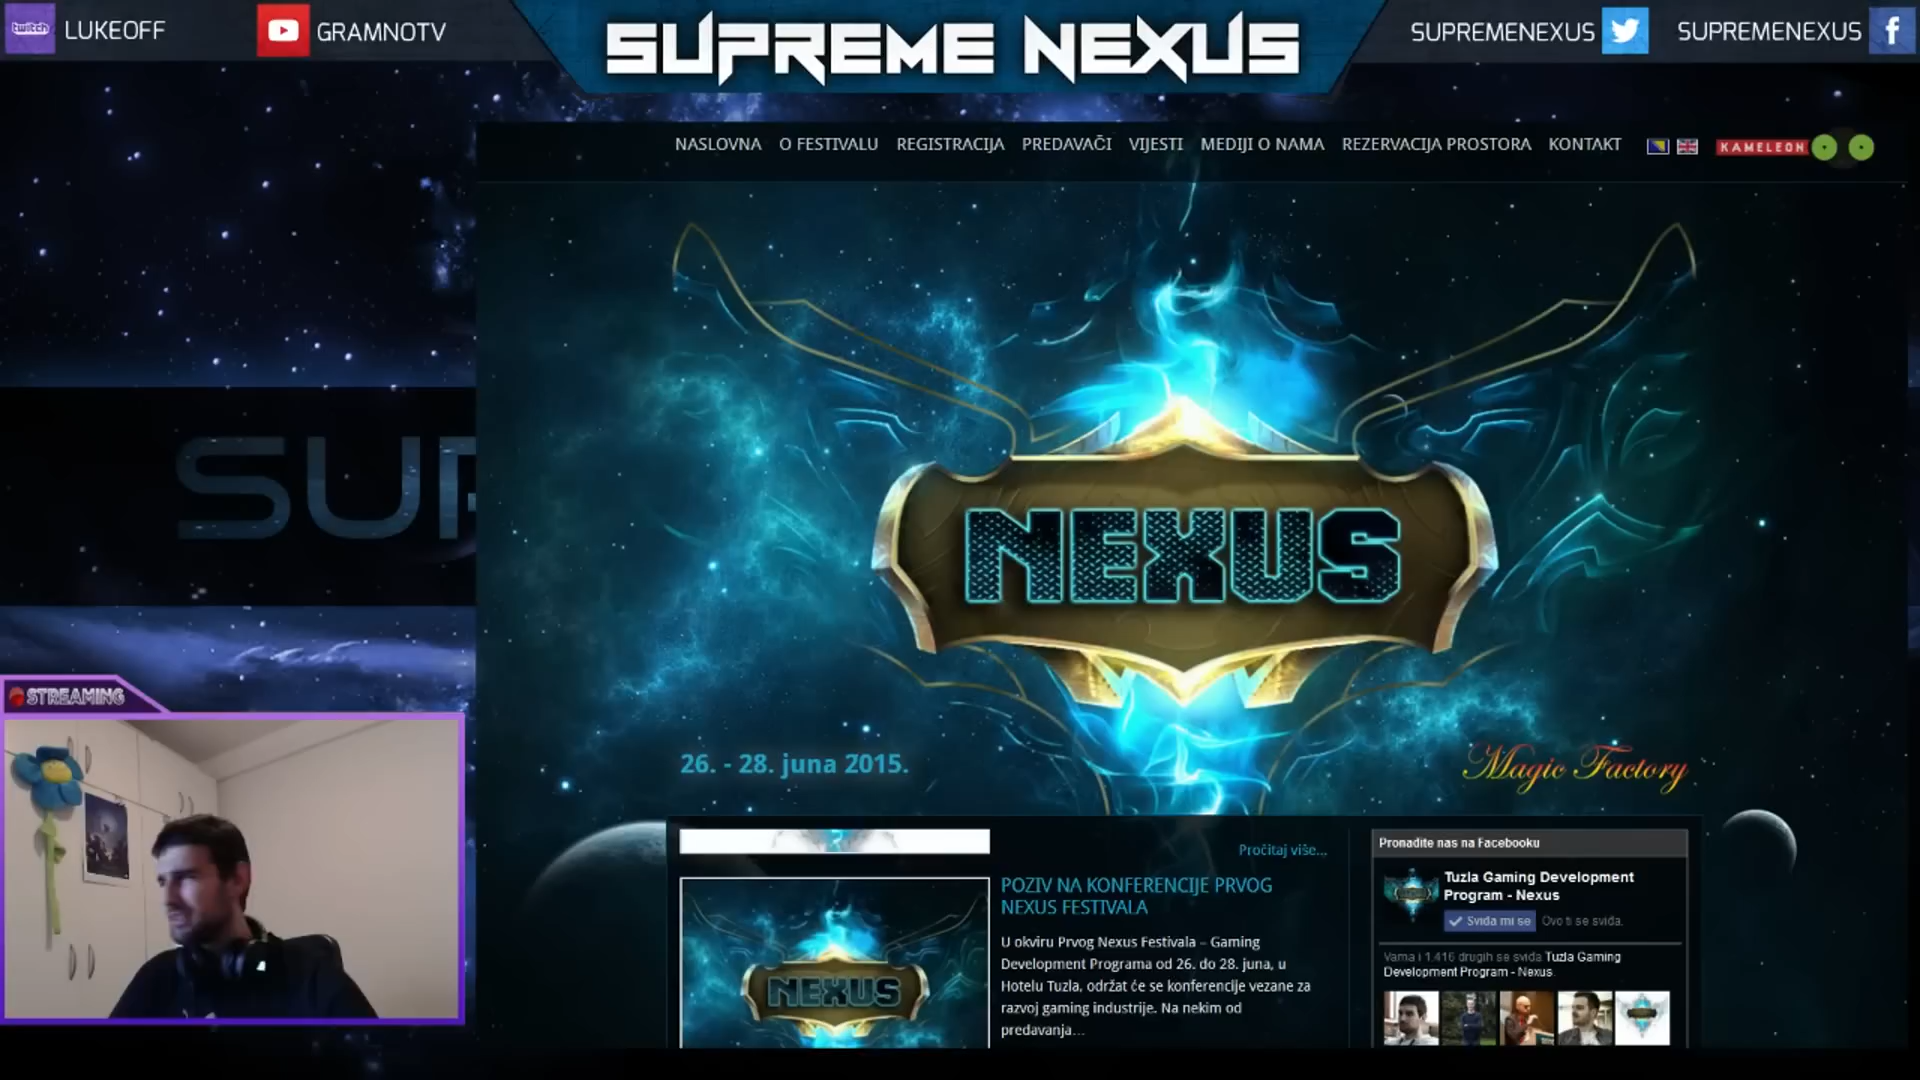 twitch LUKEOFF
GRAMNOTV
SUPREME NEXUS
SUPREMENEXUS
SUPREMENEXUS
NASLOVNA O FESTIVALU REGISTRACIJA PREDAVAČI VIJESTI MEDIJI O NAMA REZERVACIJA PROSTORA KONTAKT
KAMELEON
SUP
NEXUS
26. - 28. juna 2015.
Magic Factory
STREAMING
Pročitaj više...
POZIV NA KONFERENCIJE PRVOG
NEXUS FESTIVALA
U okviru Prvog Nexus Festivala – Gaming
Development Programa od 26. do 28. juna, u
Hotelu Tuzla, održat će se konferencije vezane za
razvoj gaming industrije. Na nekim od
predavanja...
NEXUS
Pronađite nas na Facebooku
Tuzla Gaming Development
Program - Nexus
Sviđa mi se Ovo ti se sviđa.
Vama i 1.416 drugih se sviđa Tuzla Gaming
Development Program - Nexus.